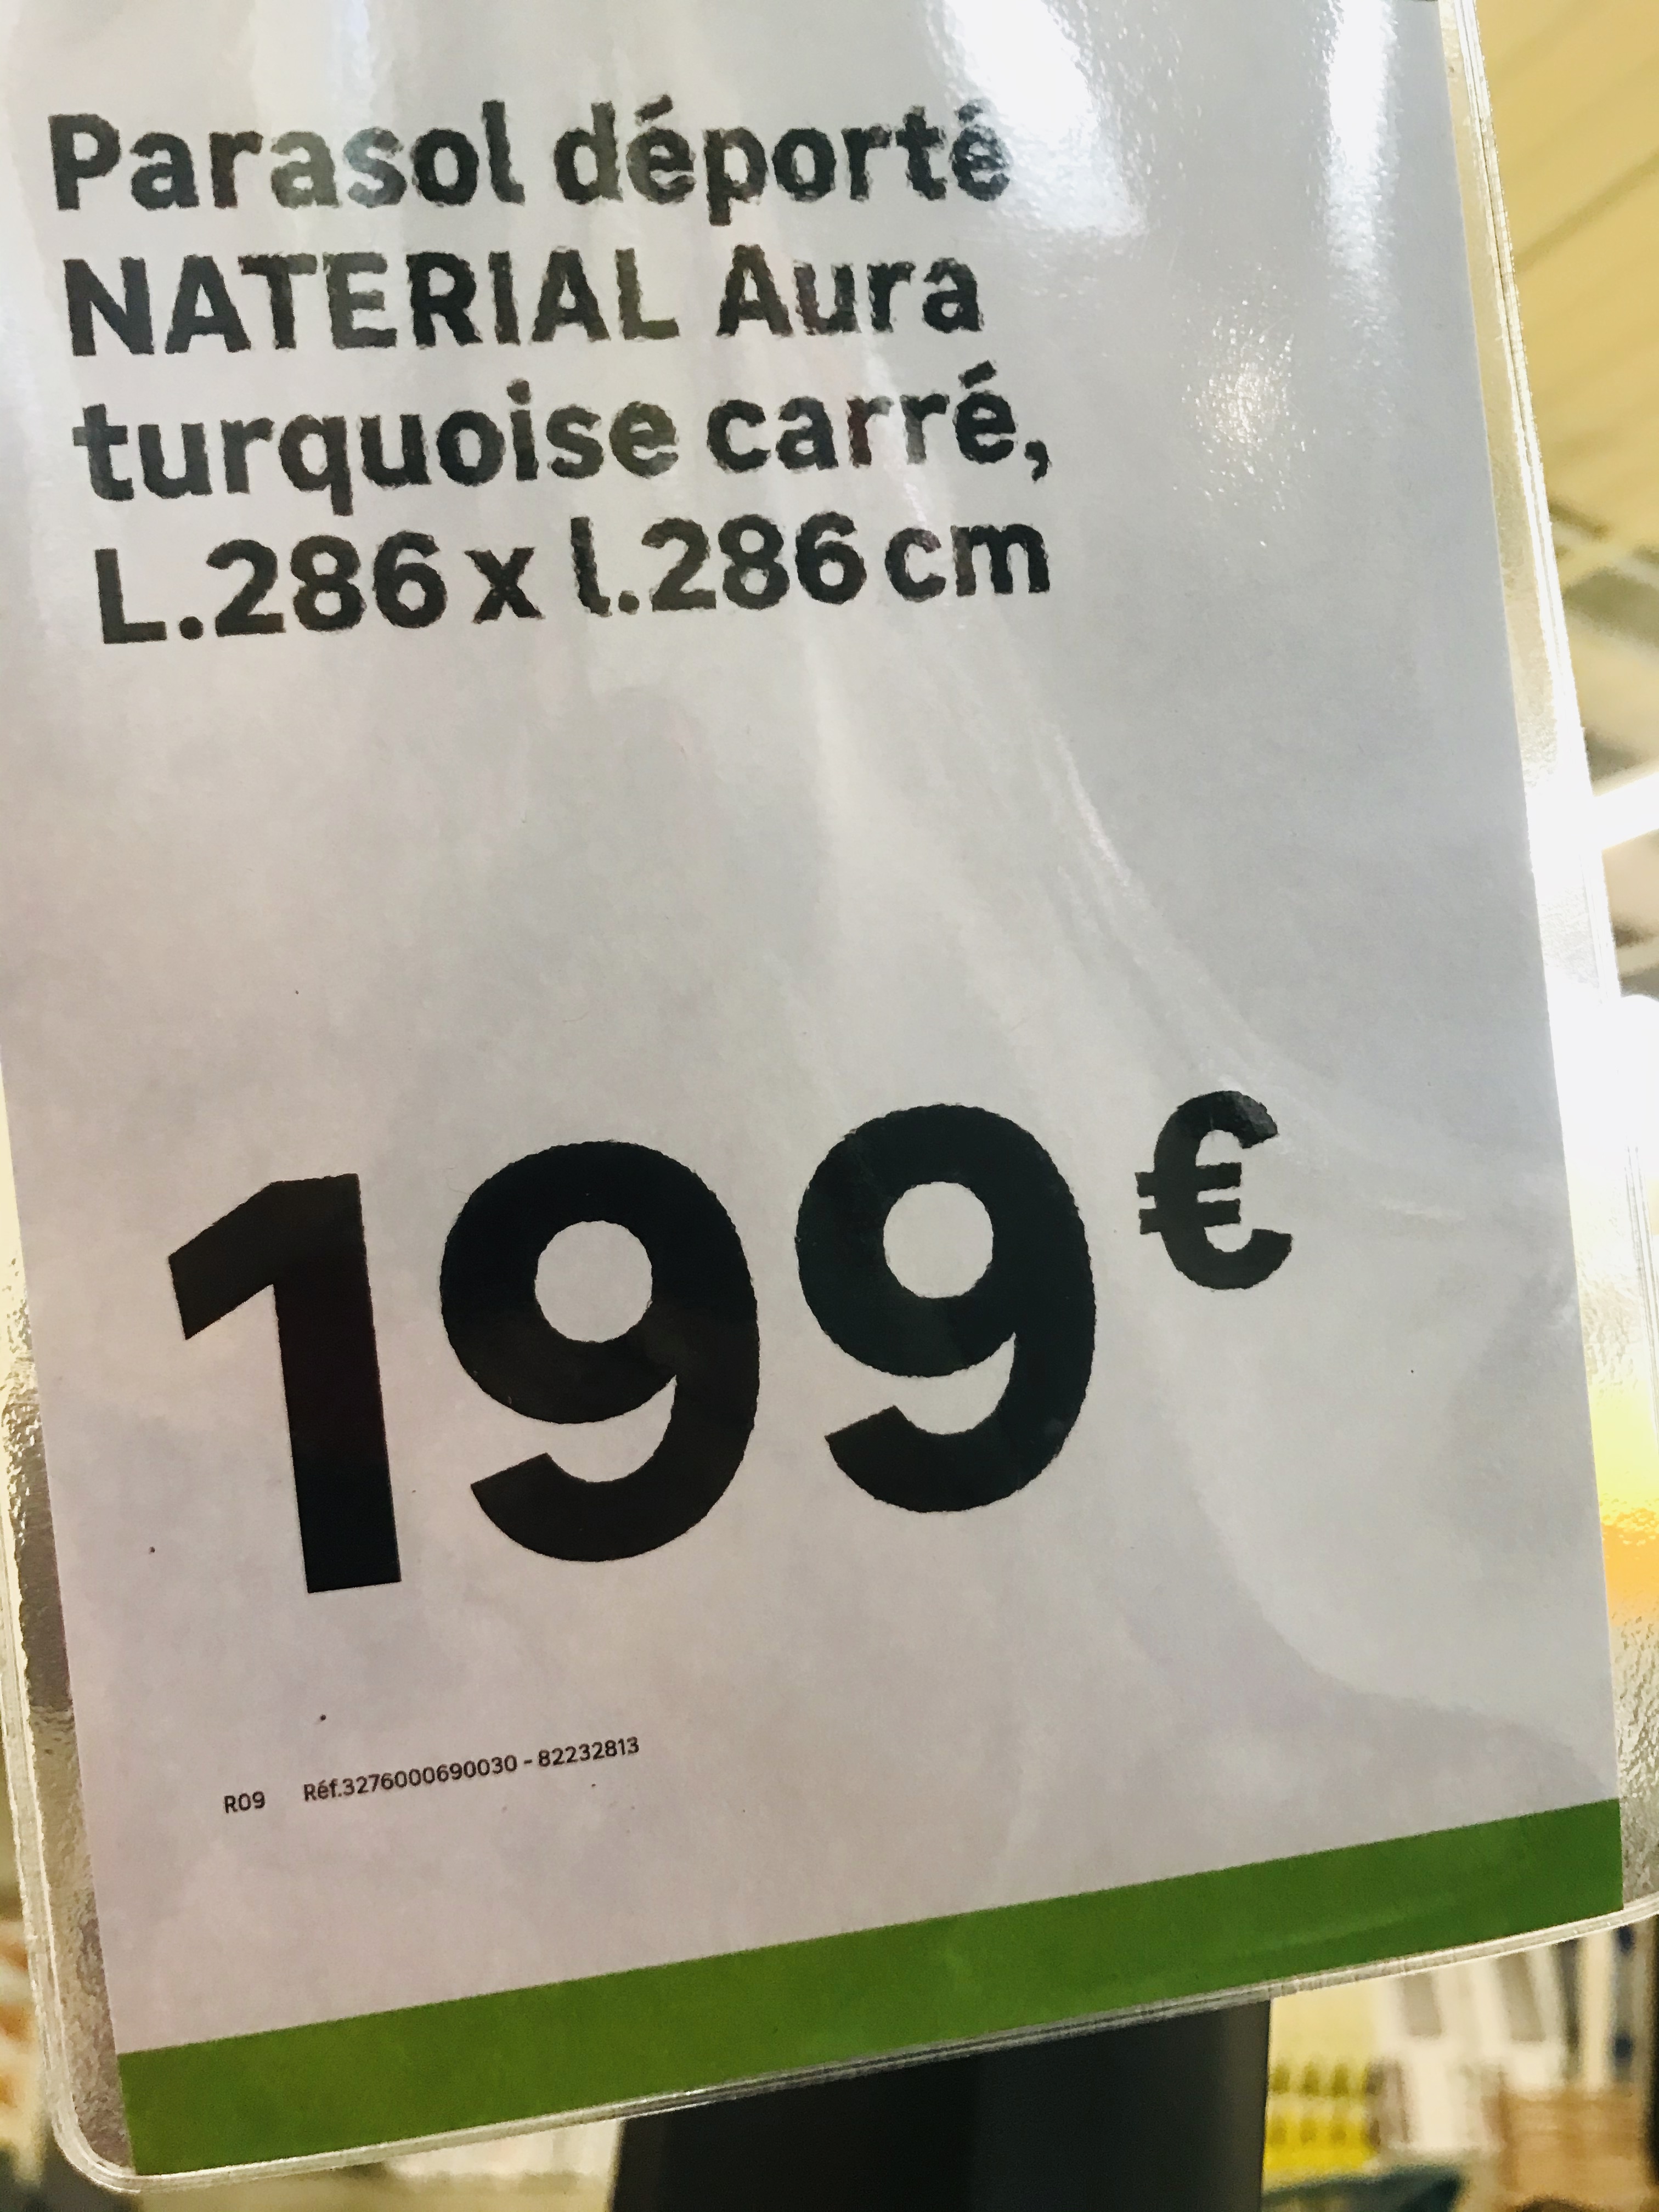 Parasol déporté
NATERIAL Aura
turquoise carré,
L.286 x l.286 cm
199 €
R09 Réf.3276000690030 - 82232813